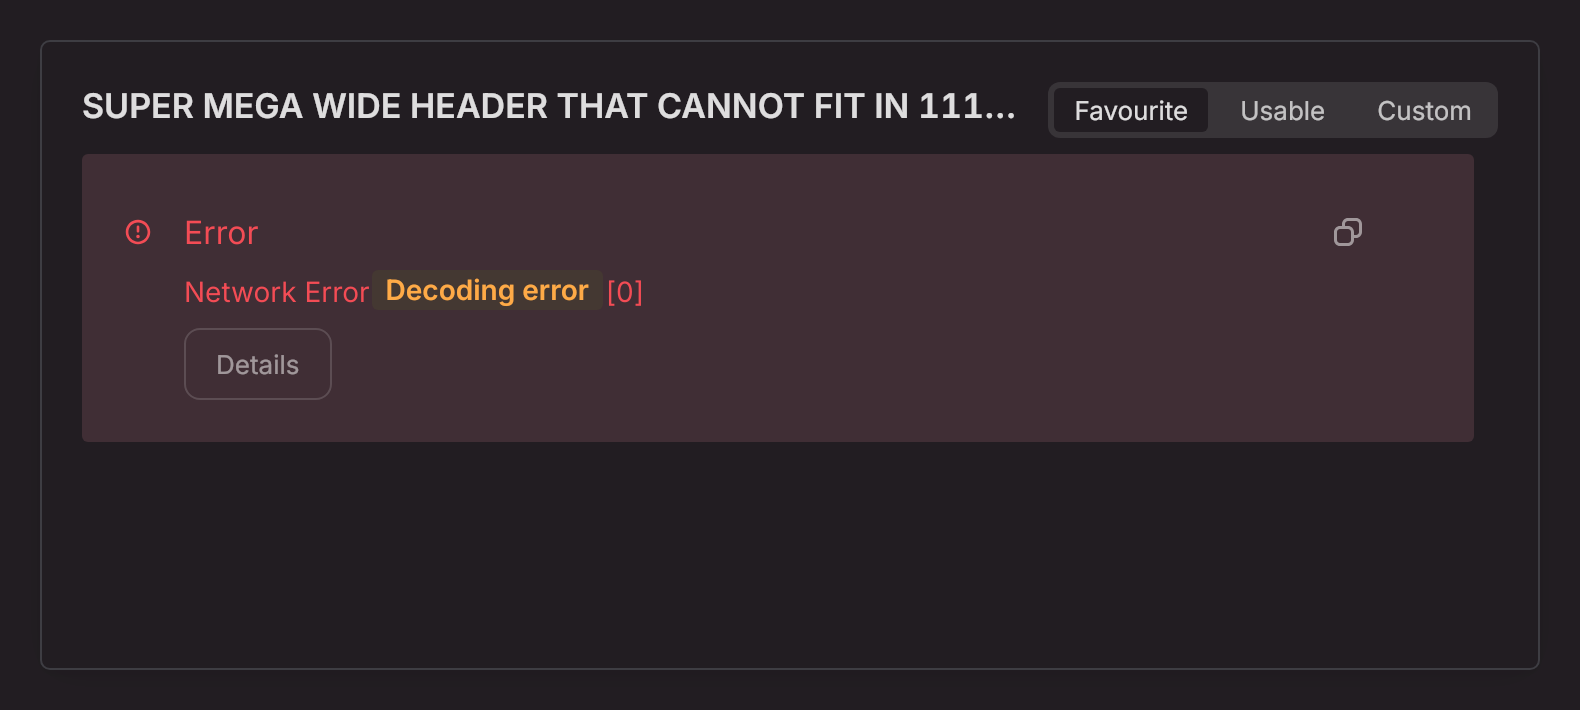 SUPER MEGA WIDE HEADER THAT CANNOT FIT IN 111...
Favourite Usable Custom
Error
Network Error Decoding error [0]
Details